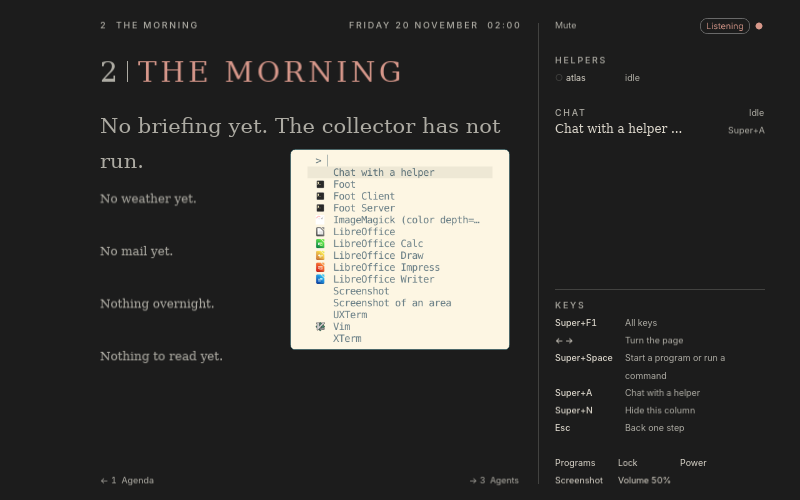 2 THE MORNING
FRIDAY 20 NOVEMBER 02:00
2 THE MORNING
No briefing yet. The collector has not
run.
No weather yet.
No mail yet.
Nothing overnight.
Nothing to read yet.
← 1 Agenda
→ 3 Agents
>
Chat with a helper
Foot
Foot Client
Foot Server
ImageMagick (color depth=…
LibreOffice
LibreOffice Calc
LibreOffice Draw
LibreOffice Impress
LibreOffice Writer
Screenshot
Screenshot of an area
UXTerm
Vim
XTerm
Mute
Listening
HELPERS
atlas idle
CHAT Idle
Chat with a helper ... Super+A
KEYS
Super+F1 All keys
← → Turn the page
Super+Space Start a program or run a
command
Super+A Chat with a helper
Super+N Hide this column
Esc Back one step
Programs Lock Power
Screenshot Volume 50%